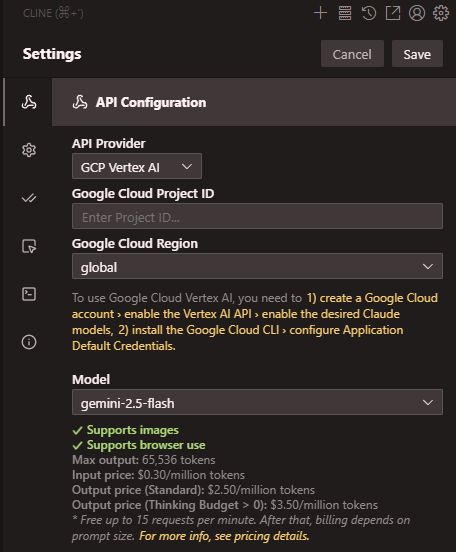 CLINE (⌘+')
Settings
Cancel
Save
API Configuration
API Provider
GCP Vertex AI
Google Cloud Project ID
Enter Project ID...
Google Cloud Region
global
To use Google Cloud Vertex AI, you need to 1) create a Google Cloud
account › enable the Vertex AI API › enable the desired Claude
models, 2) install the Google Cloud CLI › configure Application
Default Credentials.
Model
gemini-2.5-flash
Supports images
Supports browser use
Max output: 65,536 tokens
Input price: $0.30/million tokens
Output price (Standard): $2.50/million tokens
Output price (Thinking Budget > 0): $3.50/million tokens
* Free up to 15 requests per minute. After that, billing depends on
prompt size. For more info, see pricing details.